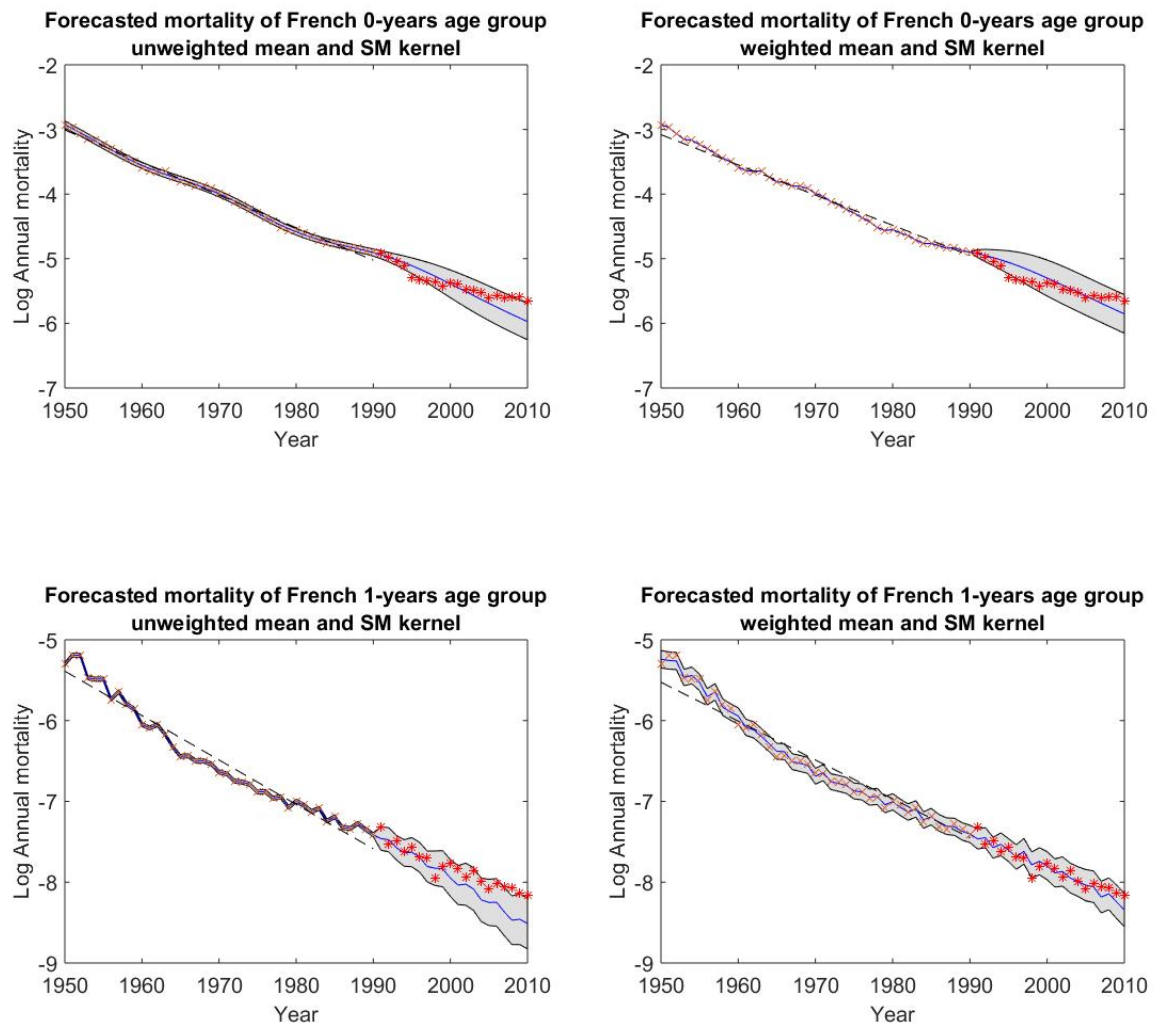 Forecasted mortality of French 0-years age group
unweighted mean and SM kernel
-2
-3
-4
-5
-6
-7
Log Annual mortality
1950 1960 1970 1980 1990 2000 2010
Year
Forecasted mortality of French 0-years age group
weighted mean and SM kernel
-2
-3
-4
-5
-6
-7
Log Annual mortality
1950 1960 1970 1980 1990 2000 2010
Year
Forecasted mortality of French 1-years age group
unweighted mean and SM kernel
-5
-6
-7
-8
-9
Log Annual mortality
1950 1960 1970 1980 1990 2000 2010
Year
Forecasted mortality of French 1-years age group
weighted mean and SM kernel
-5
-6
-7
-8
-9
Log Annual mortality
1950 1960 1970 1980 1990 2000 2010
Year